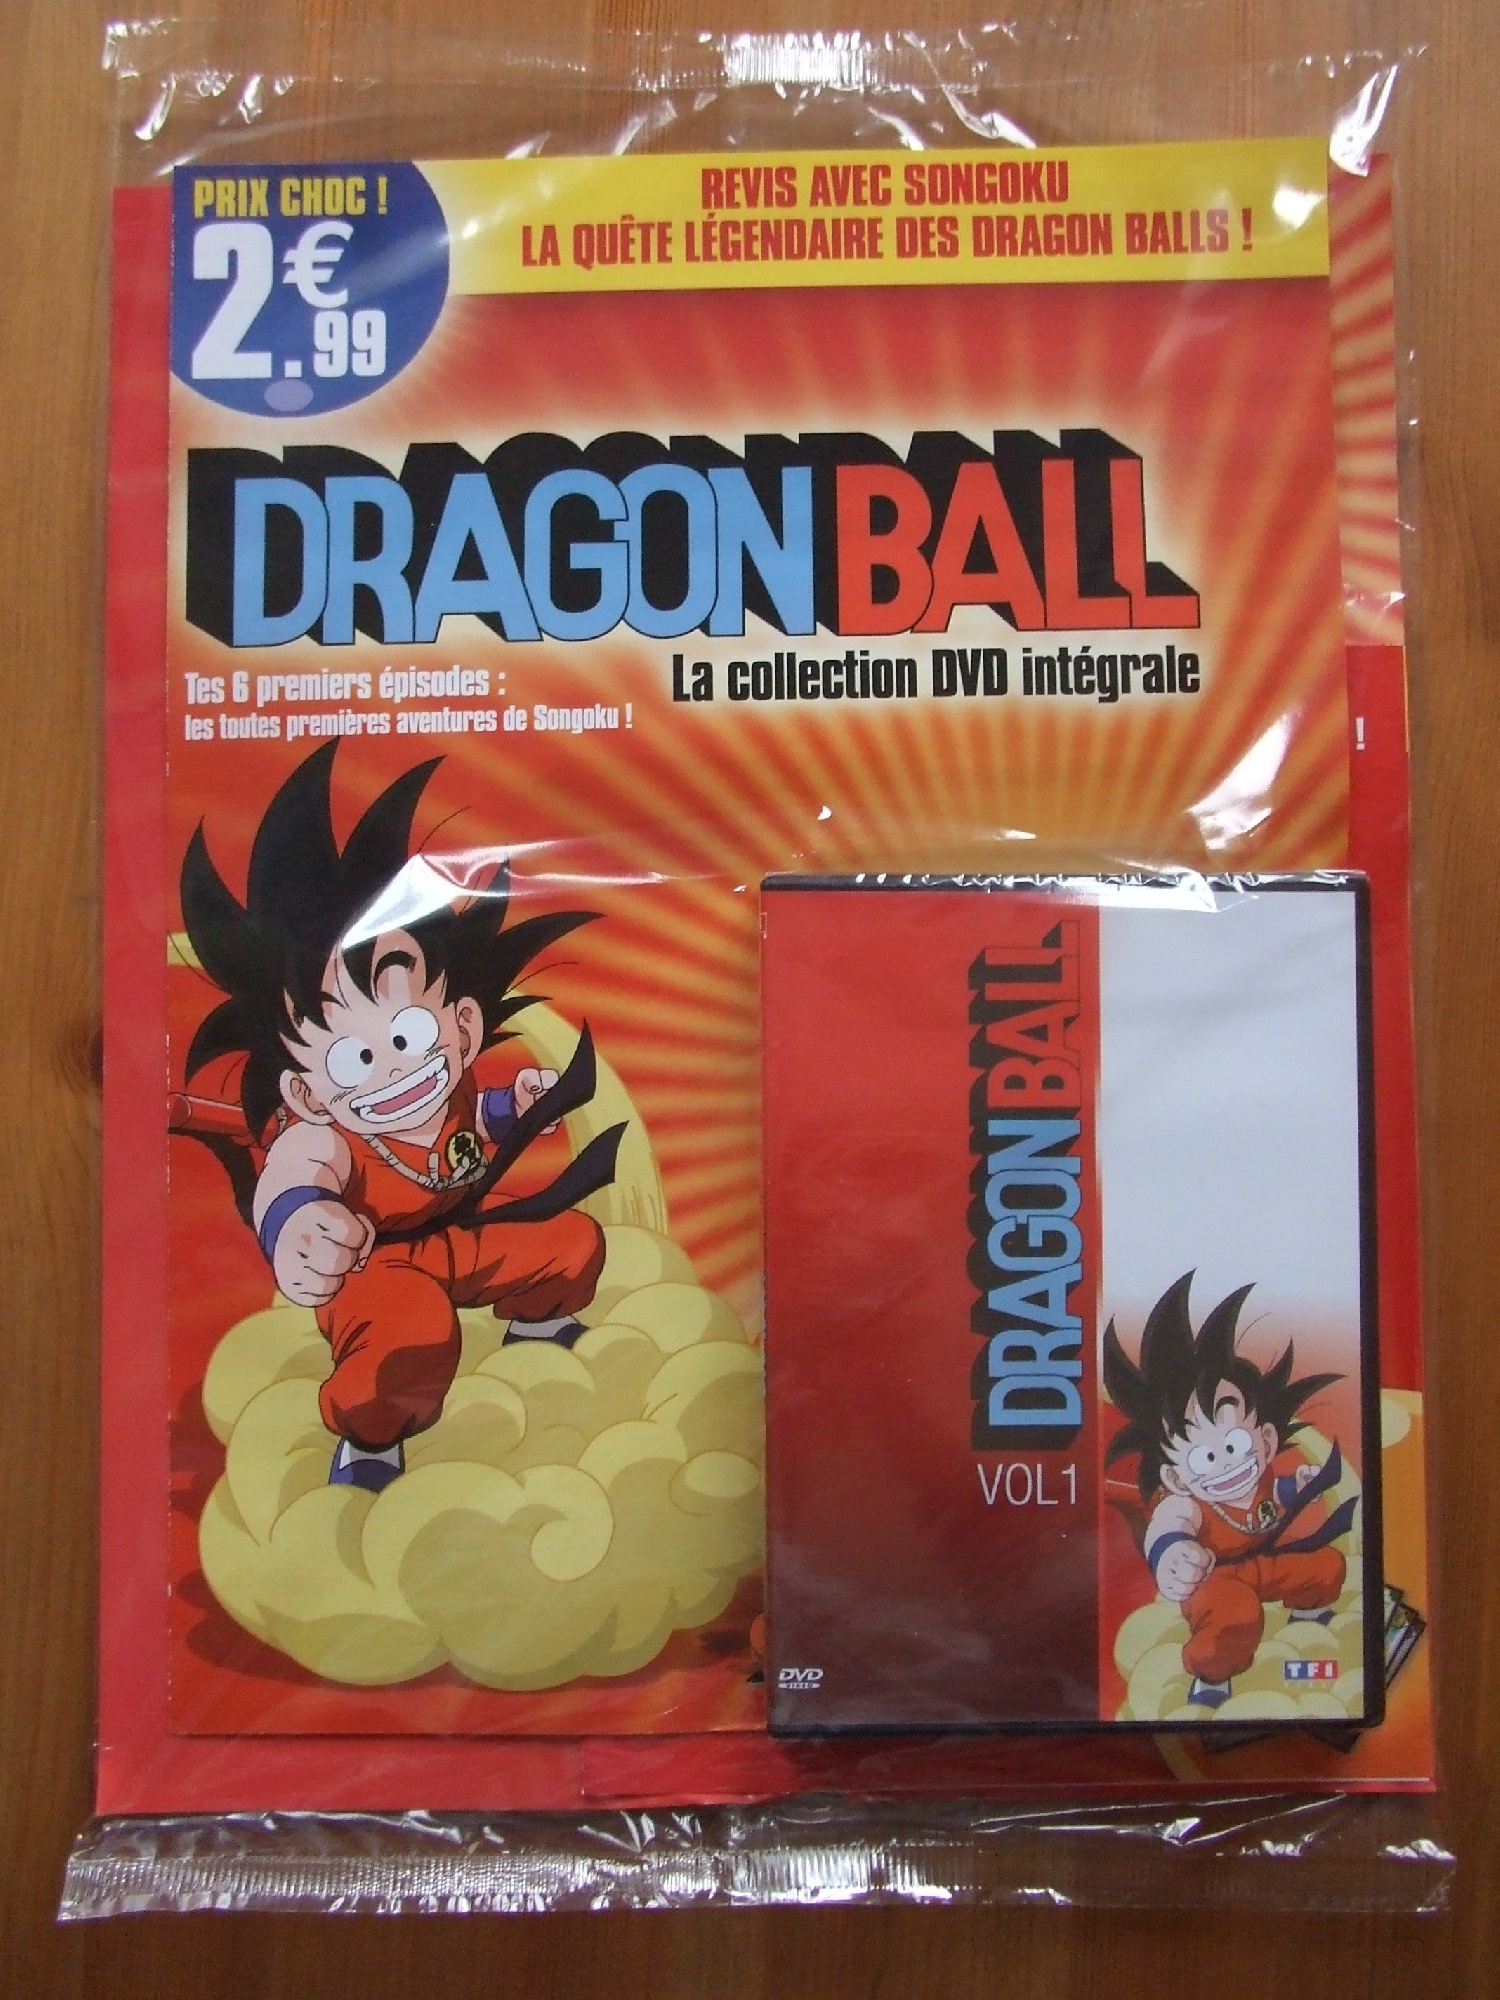 PRIX CHOC !
2€.99
REVIS AVEC SONGOKU
LA QUÊTE LÉGENDAIRE DES DRAGON BALLS !
DRAGON BALL
La collection DVD intégrale
Tes 6 premiers épisodes :
les toutes premières aventures de Songoku !
!
DRAGON BALL
VOL1
DVD
VIDEO
TF1